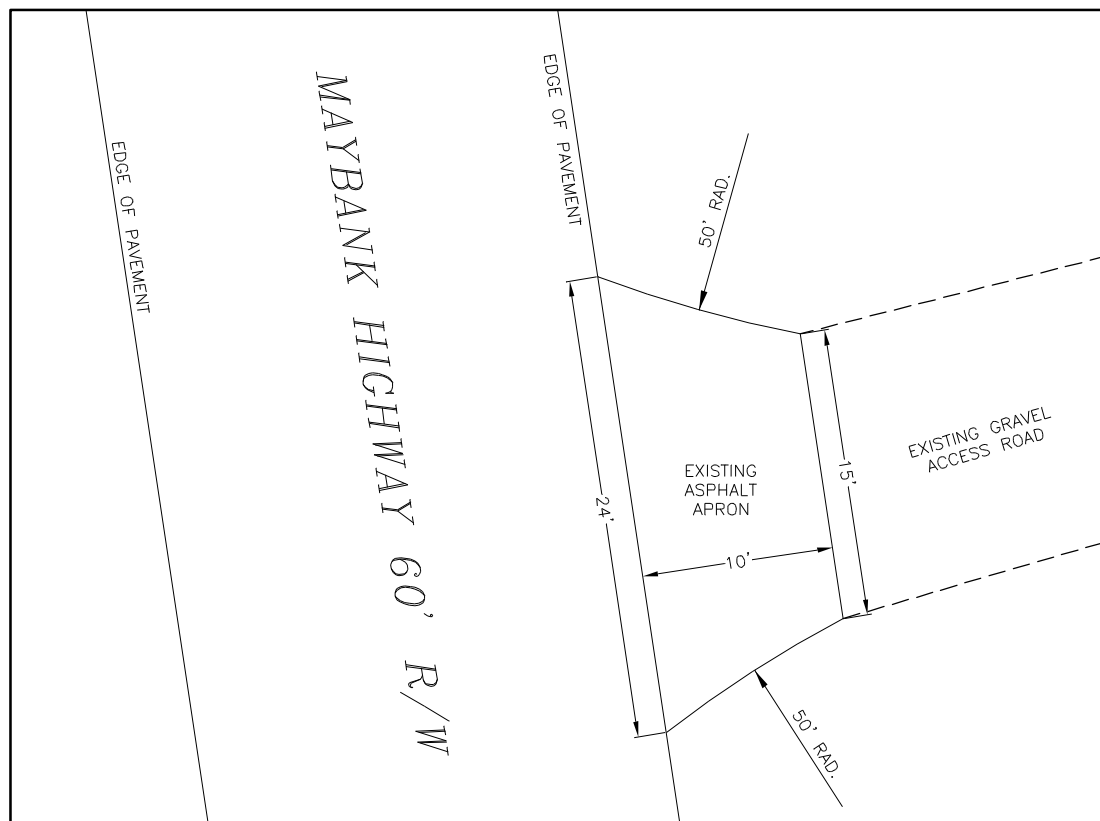 EDGE OF PAVEMENT
MAYBANK HIGHWAY 60' R/W
EDGE OF PAVEMENT
50' RAD.
24'
EXISTING
ASPHALT
APRON
10'
15'
EXISTING GRAVEL
ACCESS ROAD
50' RAD.